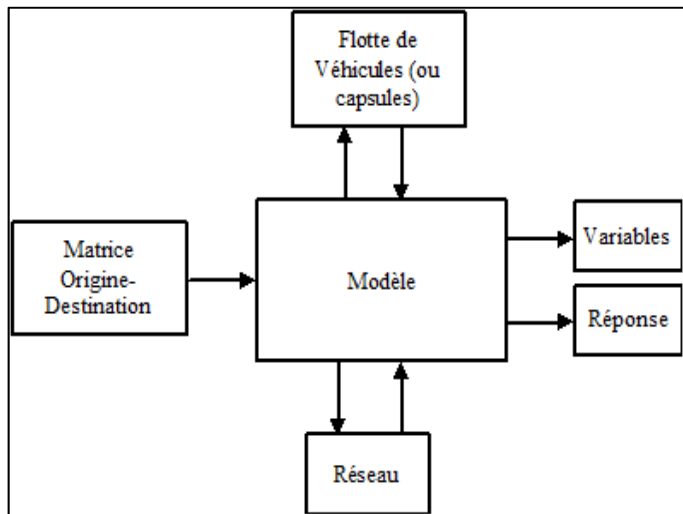 Flotte de
Véhicules (ou
capsules)
Matrice
Origine-
Destination
Modèle
Variables
Réponse
Réseau